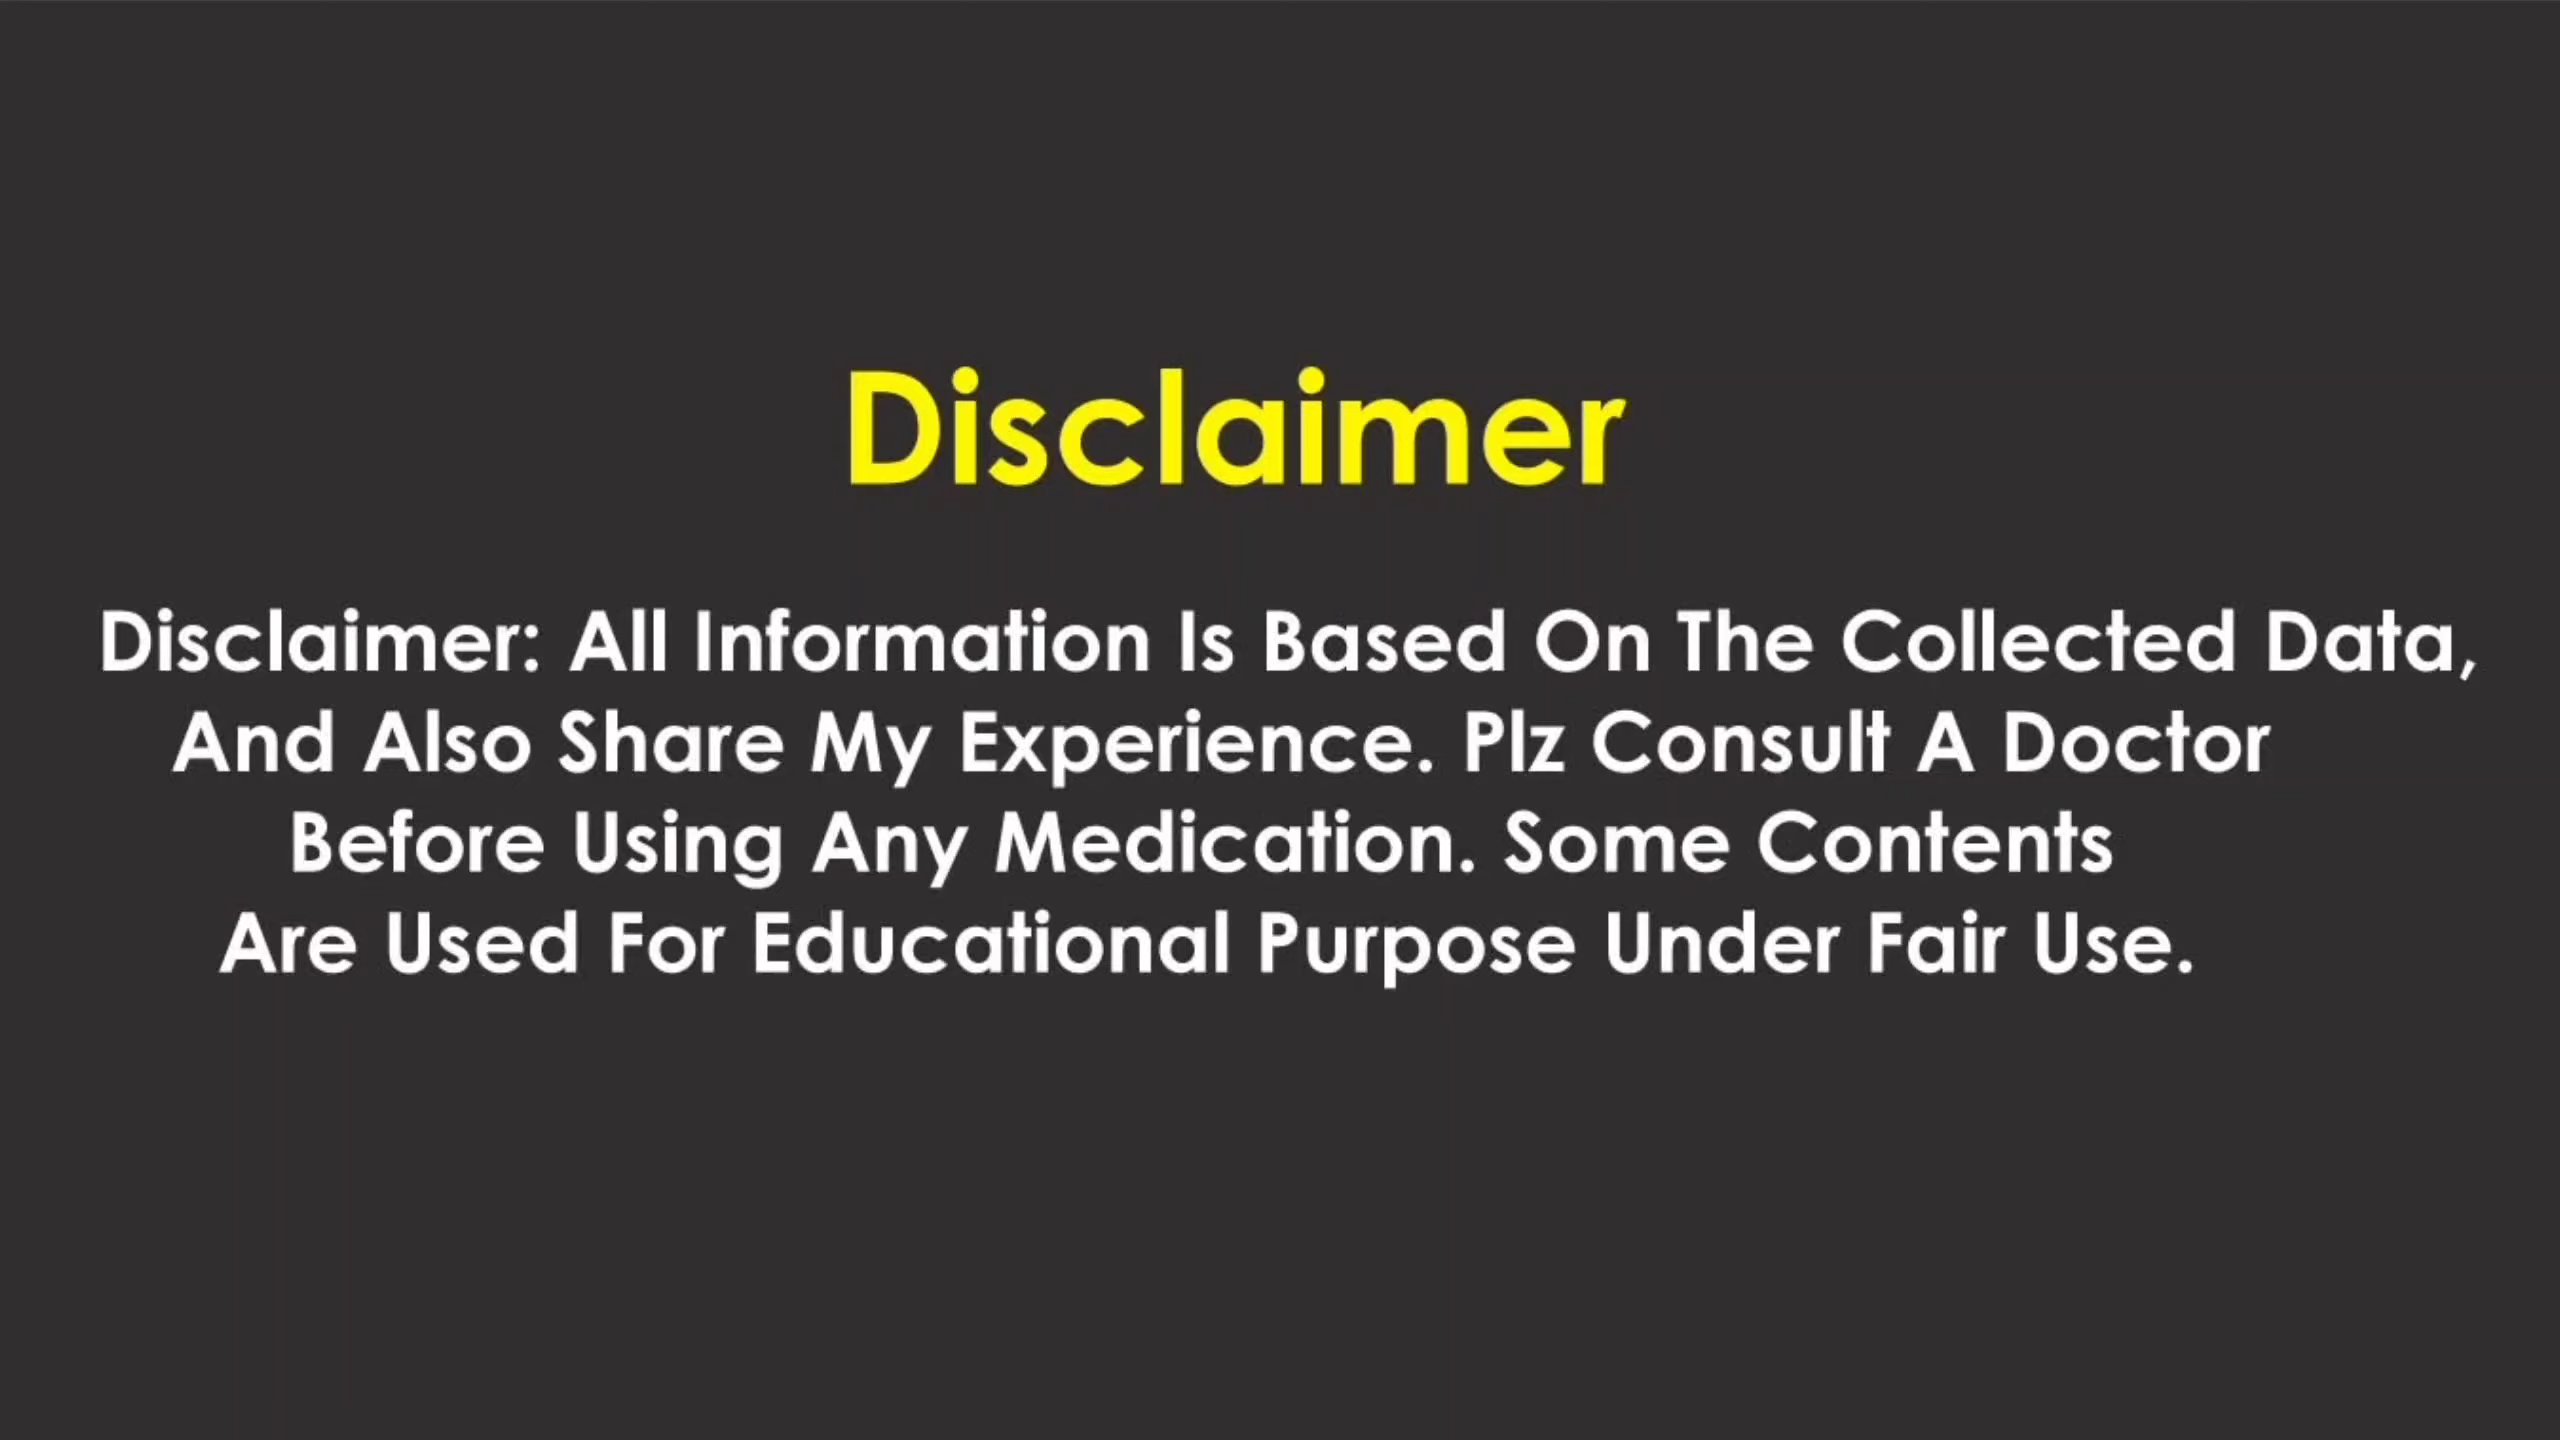 Disclaimer
Disclaimer: All Information Is Based On The Collected Data,
And Also Share My Experience. Plz Consult A Doctor
Before Using Any Medication. Some Contents
Are Used For Educational Purpose Under Fair Use.